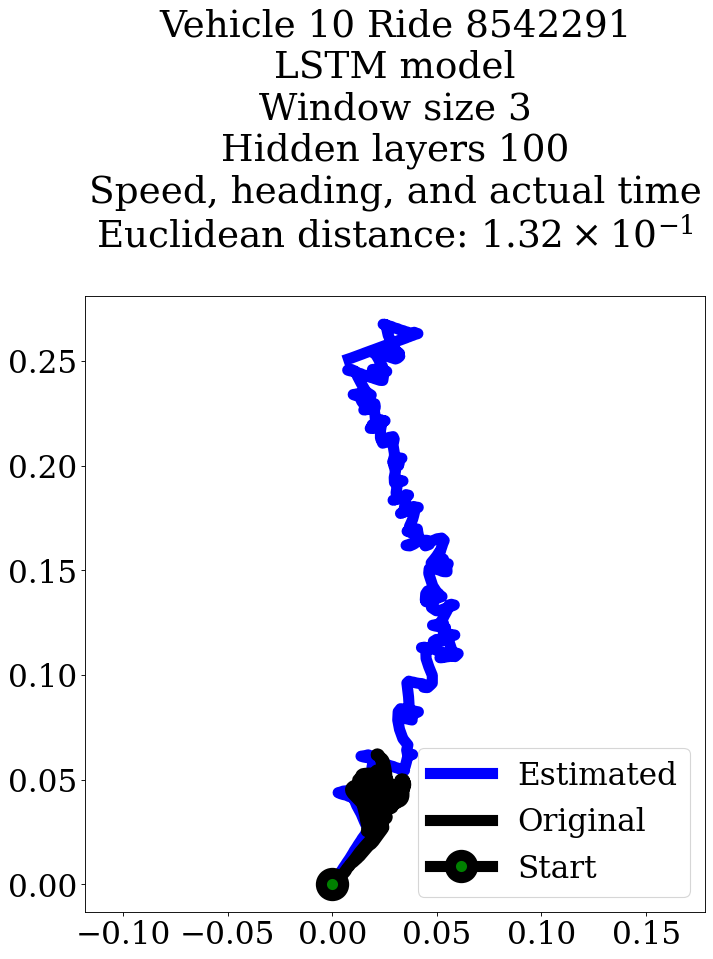 Vehicle 10 Ride 8542291
LSTM model
Window size 3
Hidden layers 100
Speed, heading, and actual time
Euclidean distance: 1.32 × 10⁻¹
0.25
0.20
0.15
0.10
0.05
0.00
Estimated
Original
Start
−0.10 −0.05 0.00 0.05 0.10 0.15